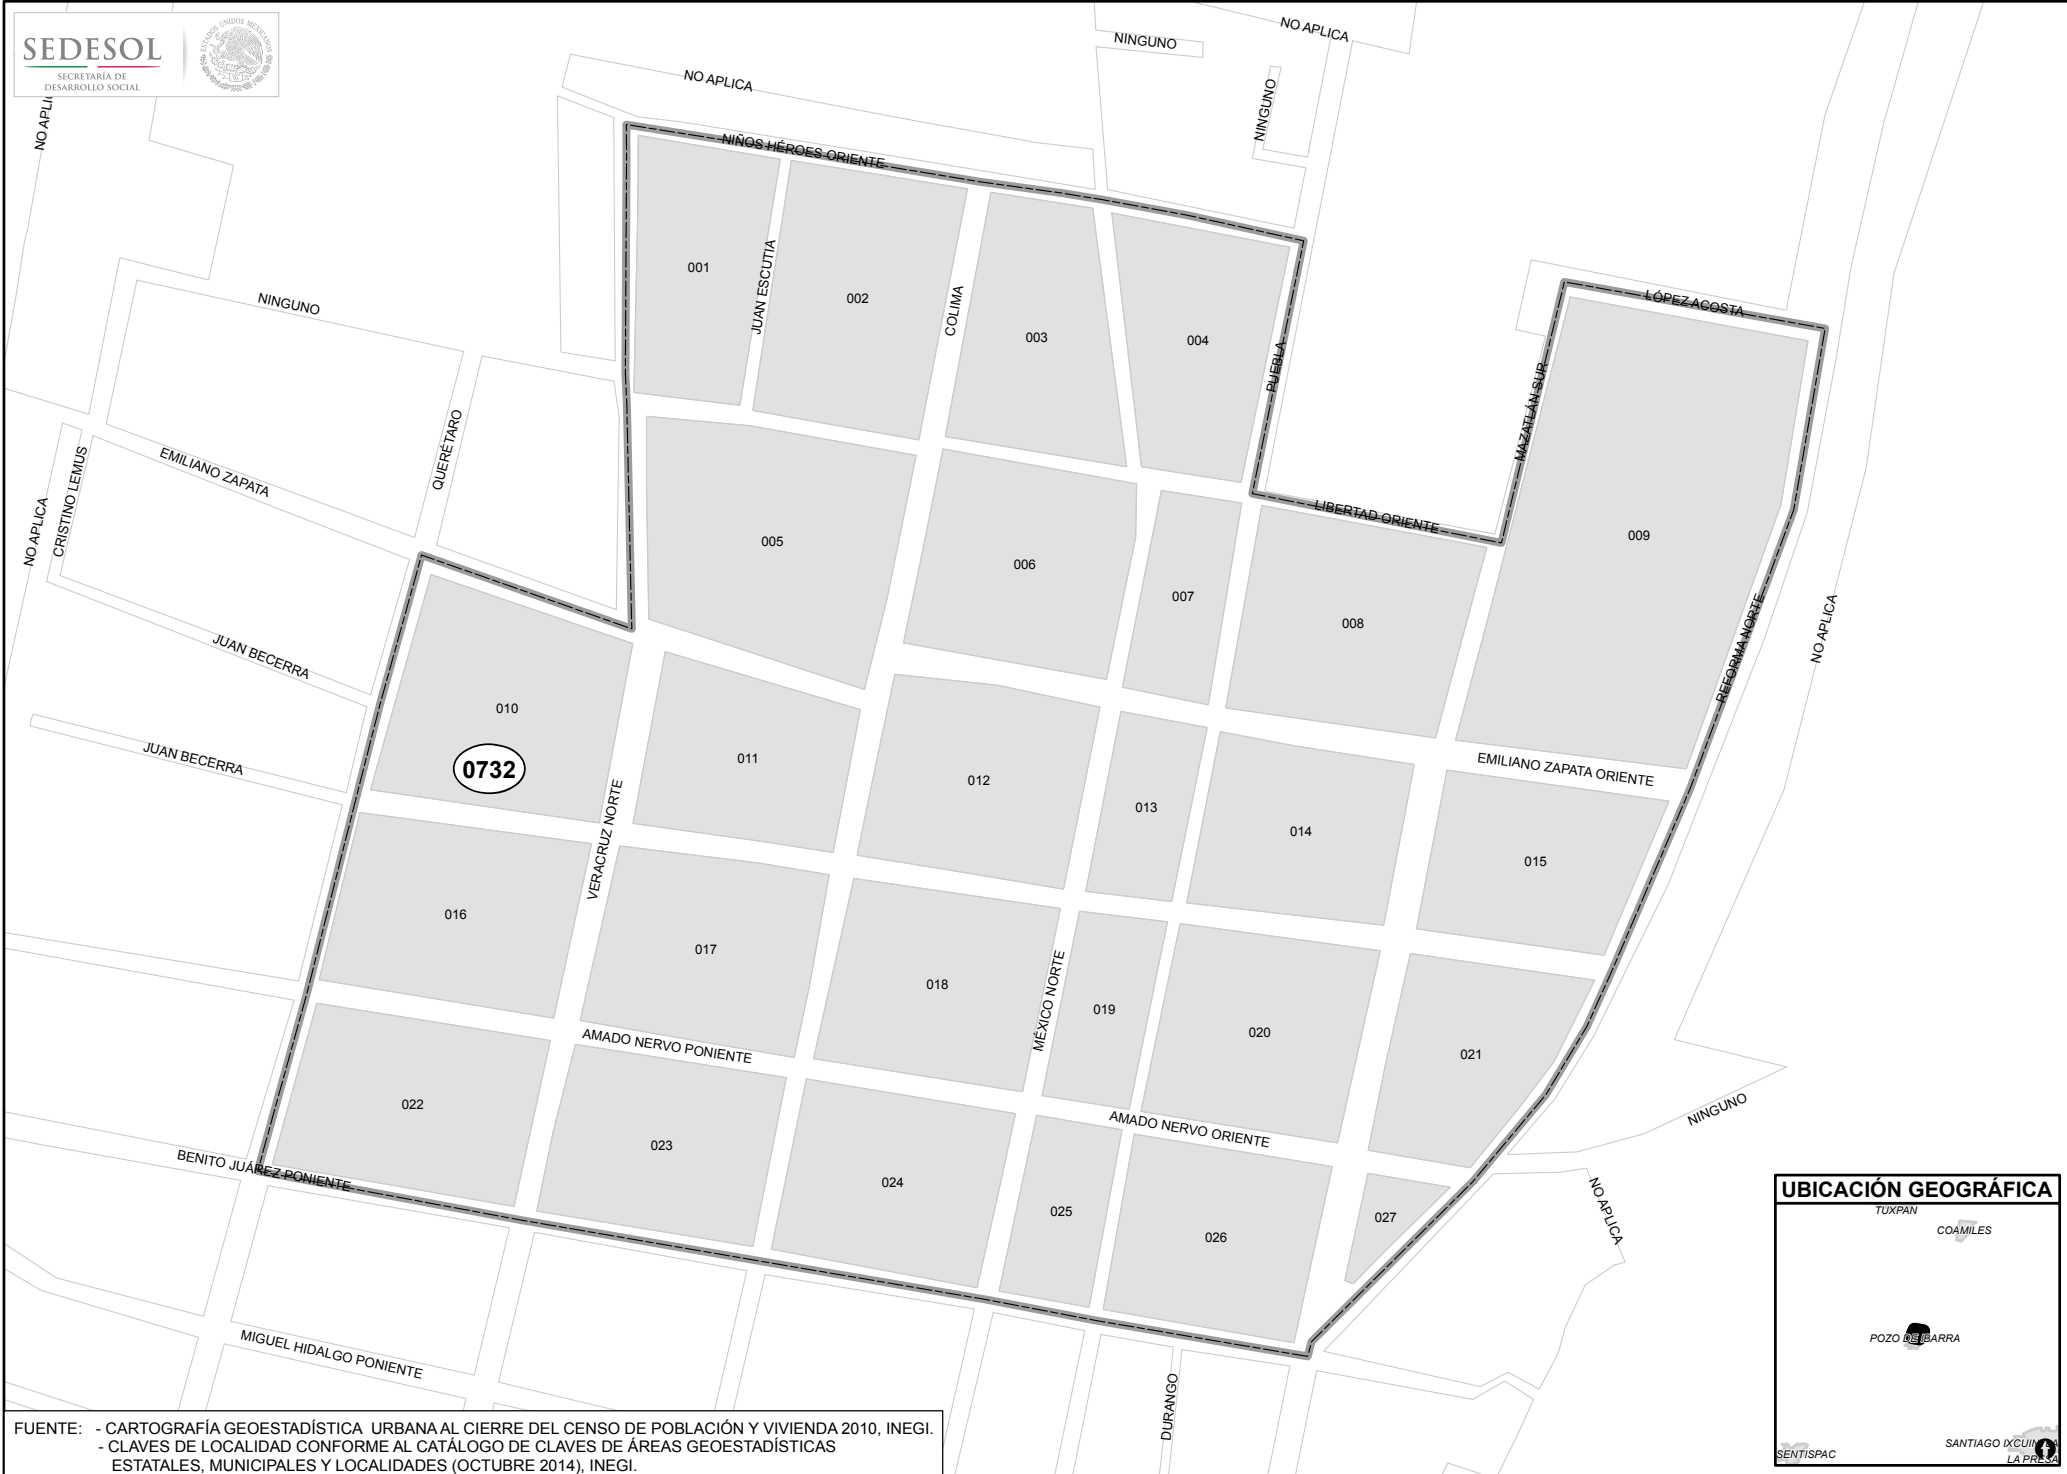 SEDESOL
SECRETARÍA DE
DESARROLLO SOCIAL
ESTADOS UNIDOS MEXICANOS
NO APLICA
NINGUNO
NO APLICA
NINGUNO
NIÑOS HÉROES ORIENTE
001
JUAN ESCUTIA
002
COLIMA
003
004
PUEBLA
LÓPEZ ACOSTA
NINGUNO
MAZATLÁN SUR
QUERÉTARO
EMILIANO ZAPATA
CRISTINO LEMUS
NO APLICA
LIBERTAD ORIENTE
005
006
007
008
009
REFORMA NORTE
NO APLICA
JUAN BECERRA
JUAN BECERRA
010
0732
011
012
013
014
EMILIANO ZAPATA ORIENTE
015
VERACRUZ NORTE
016
017
018
MÉXICO NORTE
019
020
021
AMADO NERVO PONIENTE
AMADO NERVO ORIENTE
NINGUNO
022
023
024
025
026
027
NO APLICA
BENITO JUÁREZ PONIENTE
MIGUEL HIDALGO PONIENTE
DURANGO
UBICACIÓN GEOGRÁFICA
TUXPAN
COAMILES
POZO DE IBARRA
SENTISPAC
LA PRESA
FUENTE: - CARTOGRAFÍA GEOESTADÍSTICA URBANA AL CIERRE DEL CENSO DE POBLACIÓN Y VIVIENDA 2010, INEGI.
- CLAVES DE LOCALIDAD CONFORME AL CATÁLOGO DE CLAVES DE ÁREAS GEOESTADÍSTICAS
ESTATALES, MUNICIPALES Y LOCALIDADES (OCTUBRE 2014), INEGI.